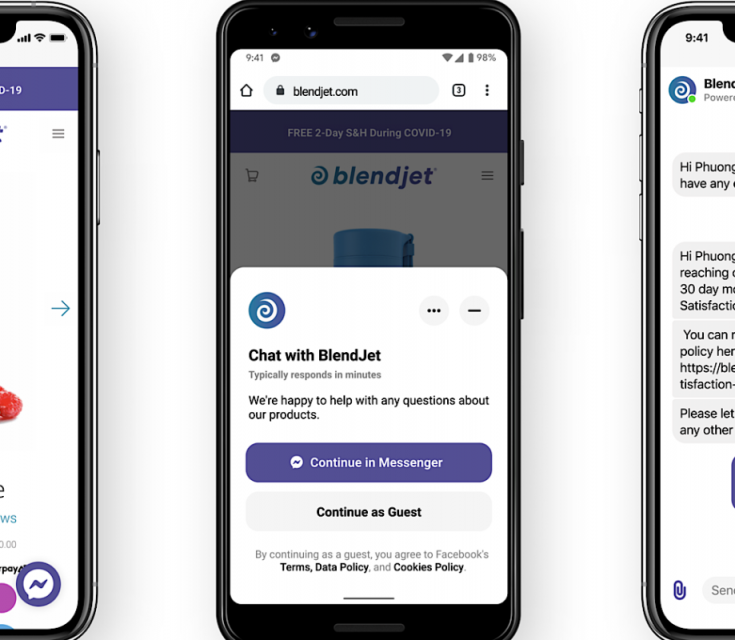 D-19
WS
0.00
rpay
9:41
98%
blendjet.com
3
FREE 2-Day S&H During COVID-19
blendjet
Chat with BlendJet
Typically responds in minutes
We're happy to help with any questions about
our products.
Continue in Messenger
Continue as Guest
By continuing as a guest, you agree to Facebook's
Terms, Data Policy, and Cookies Policy.
9:41
Blend
Powere
Hi Phuong
have any
Hi Phuong
reaching
30 day mo
Satisfactio
You can r
policy her
https://ble
tisfaction-
Please let
any other
Send